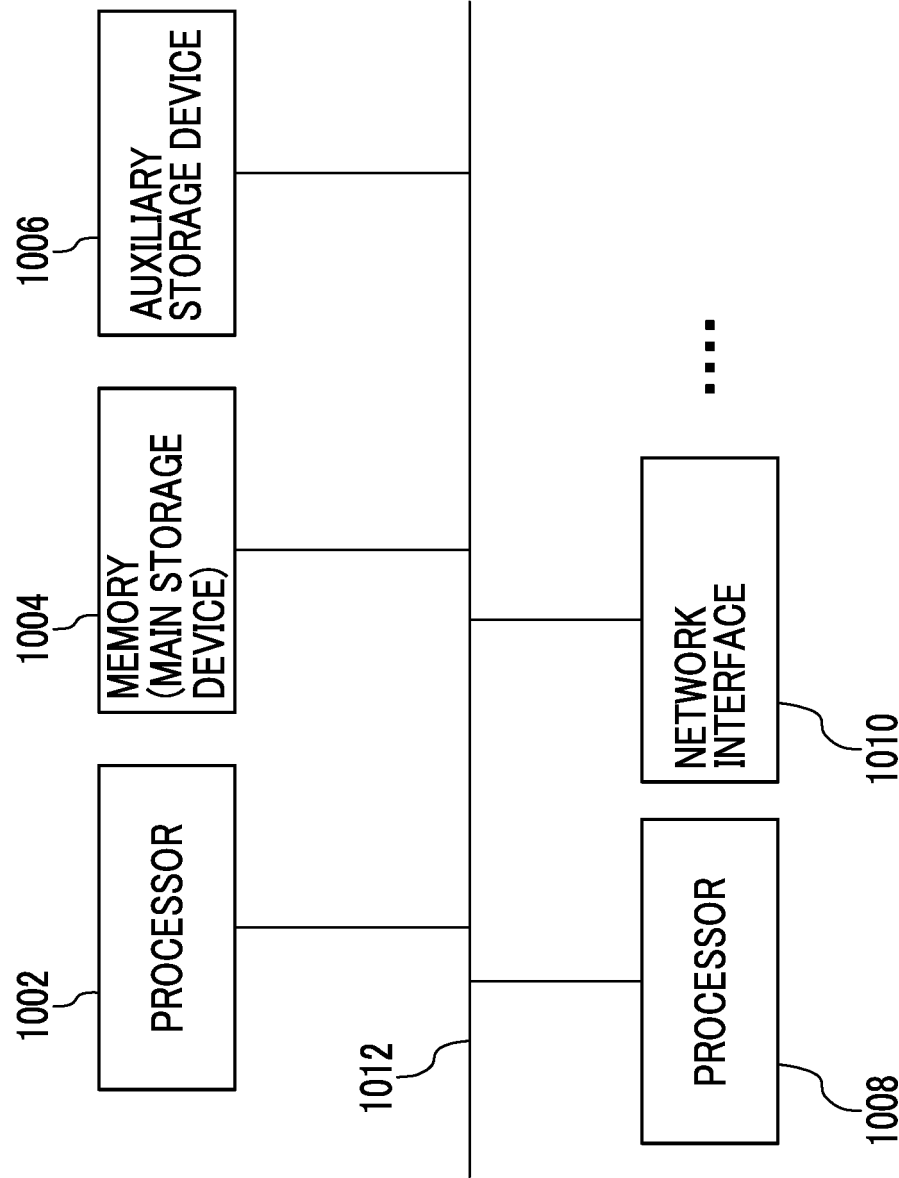 1002
PROCESSOR
1004
MEMORY
(MAIN STORAGE
DEVICE)
1006
AUXILIARY
STORAGE DEVICE
1012
PROCESSOR
1008
NETWORK
INTERFACE
1010